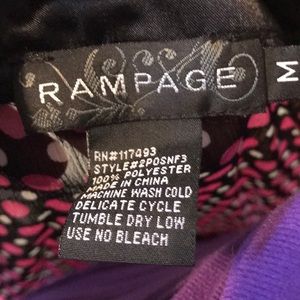 RAMPAGE
M
RN#117493
STYLE#2POSNF3
100% POLYESTER
MADE IN CHINA
MACHINE WASH COLD
DELICATE CYCLE
TUMBLE DRY LOW
USE NO BLEACH